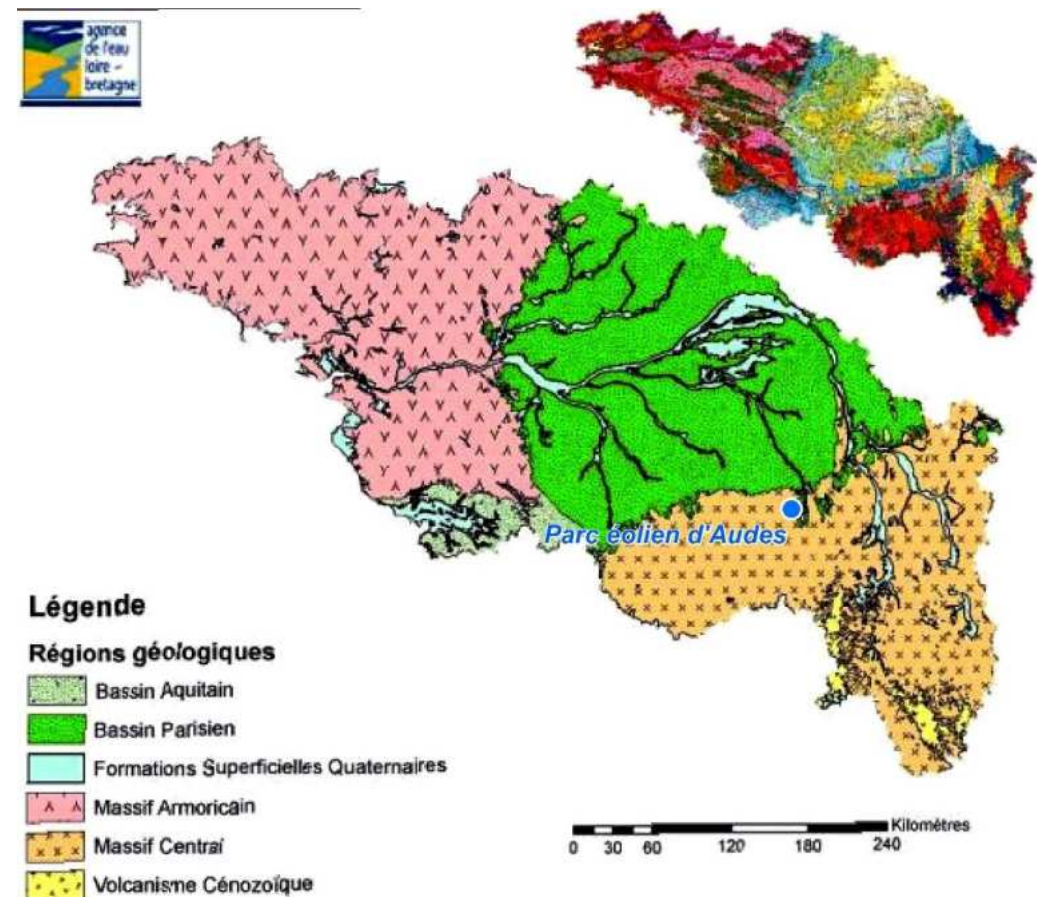 agence
de l'eau
loire -
bretagne
Parc éolien d'Audes
Légende
Régions géologiques
Bassin Aquitain
Bassin Parisien
Formations Superficielles Quaternaires
Massif Armoricain
Massif Central
Volcanisme Cénozoïque
Kilomètres
0 30 60 120 180 240